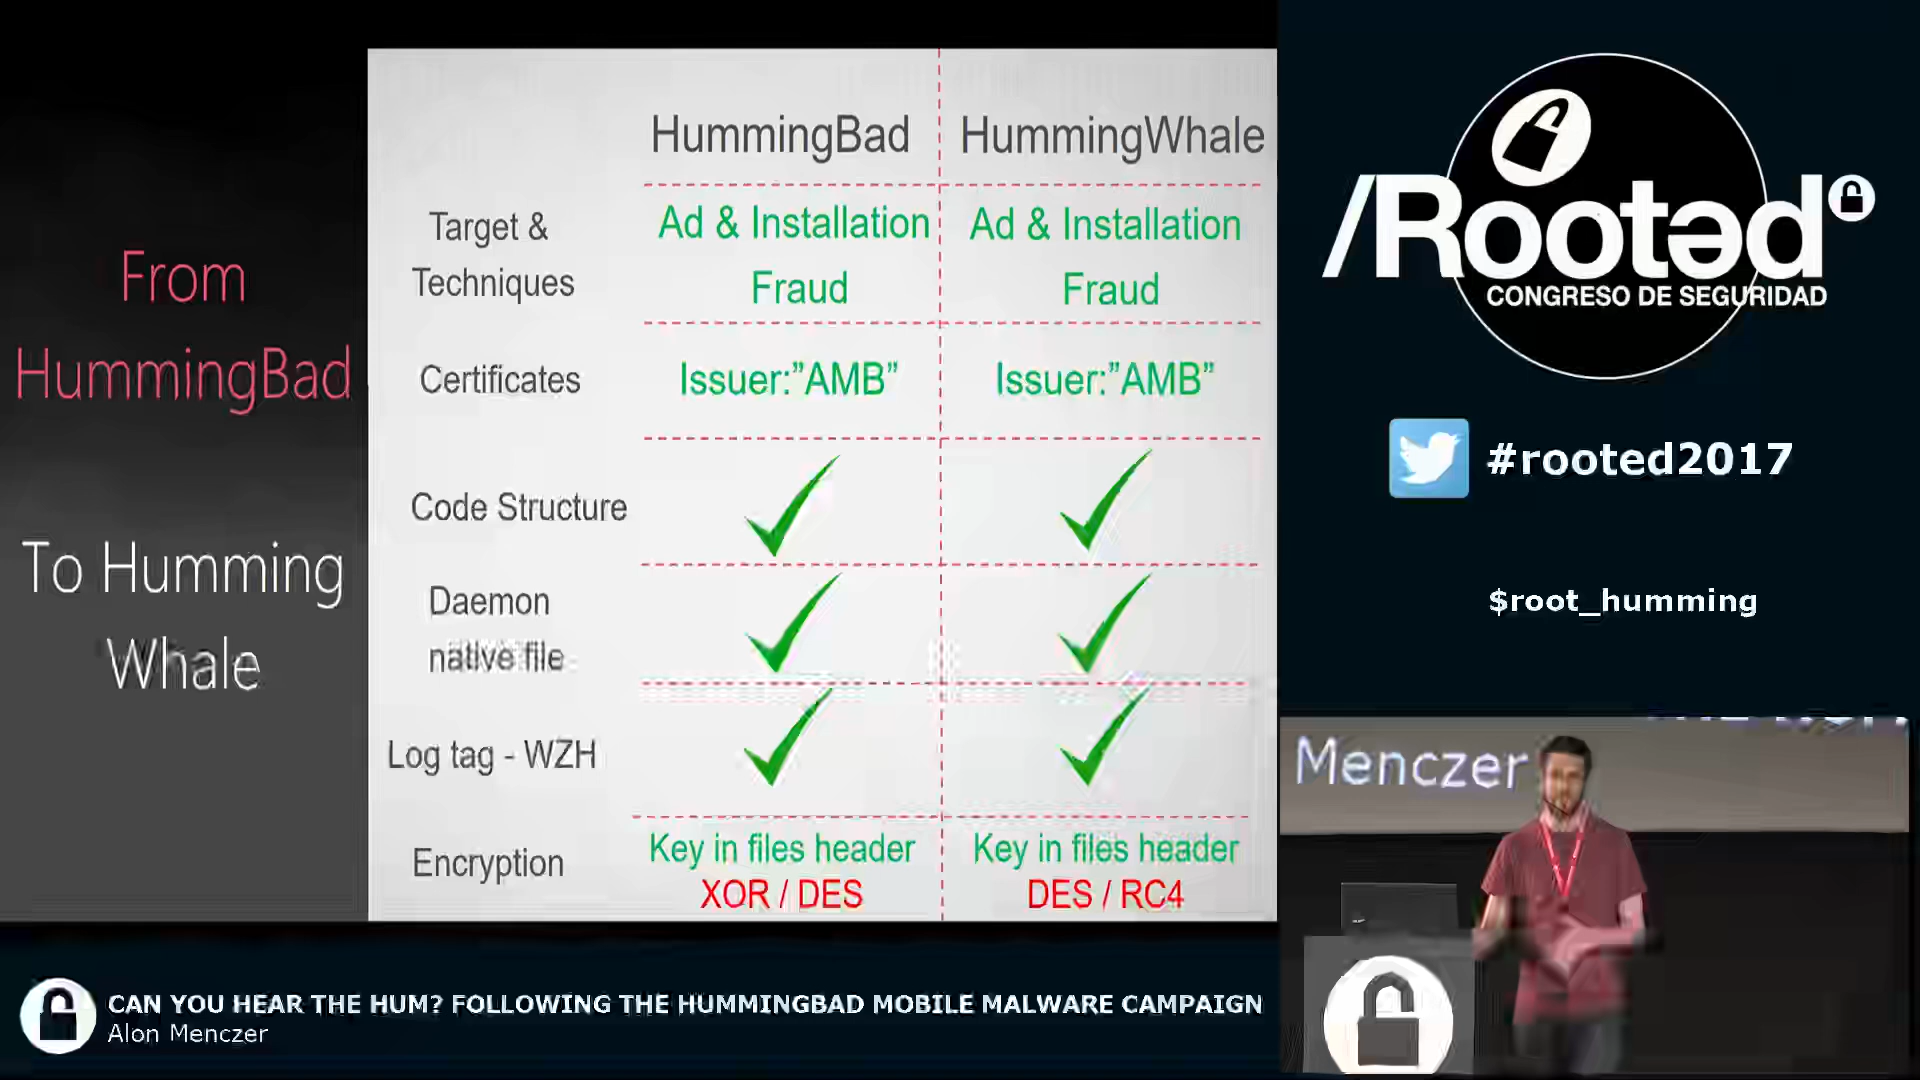 From
HummingBad
To Humming
Whale
HummingBad
HummingWhale
Target &
Techniques
Ad & Installation
Fraud
Ad & Installation
Fraud
Certificates
Issuer:"AMB"
Issuer:"AMB"
Code Structure
Daemon
native file
Log tag - WZH
Encryption
Key in files header
XOR / DES
Key in files header
DES / RC4
/Rootəd
CONGRESO DE SEGURIDAD
#rooted2017
$root_humming
Menczer
CAN YOU HEAR THE HUM? FOLLOWING THE HUMMINGBAD MOBILE MALWARE CAMPAIGN
Alon Menczer